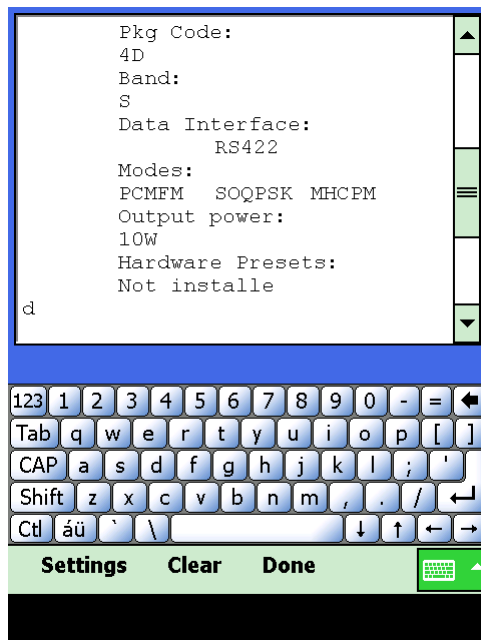 Pkg Code:
4D
Band:
S
Data Interface:
RS422
Modes:
PCMFM SOQPSK MHCPM
Output power:
10W
Hardware Presets:
Not installe
d
123 1 2 3 4 5 6 7 8 9 0 - =
Tab q w e r t y u i o p [ ]
CAP a s d f g h j k l ; '
Shift z x c v b n m , . /
Ctl áü ` \
Settings Clear Done